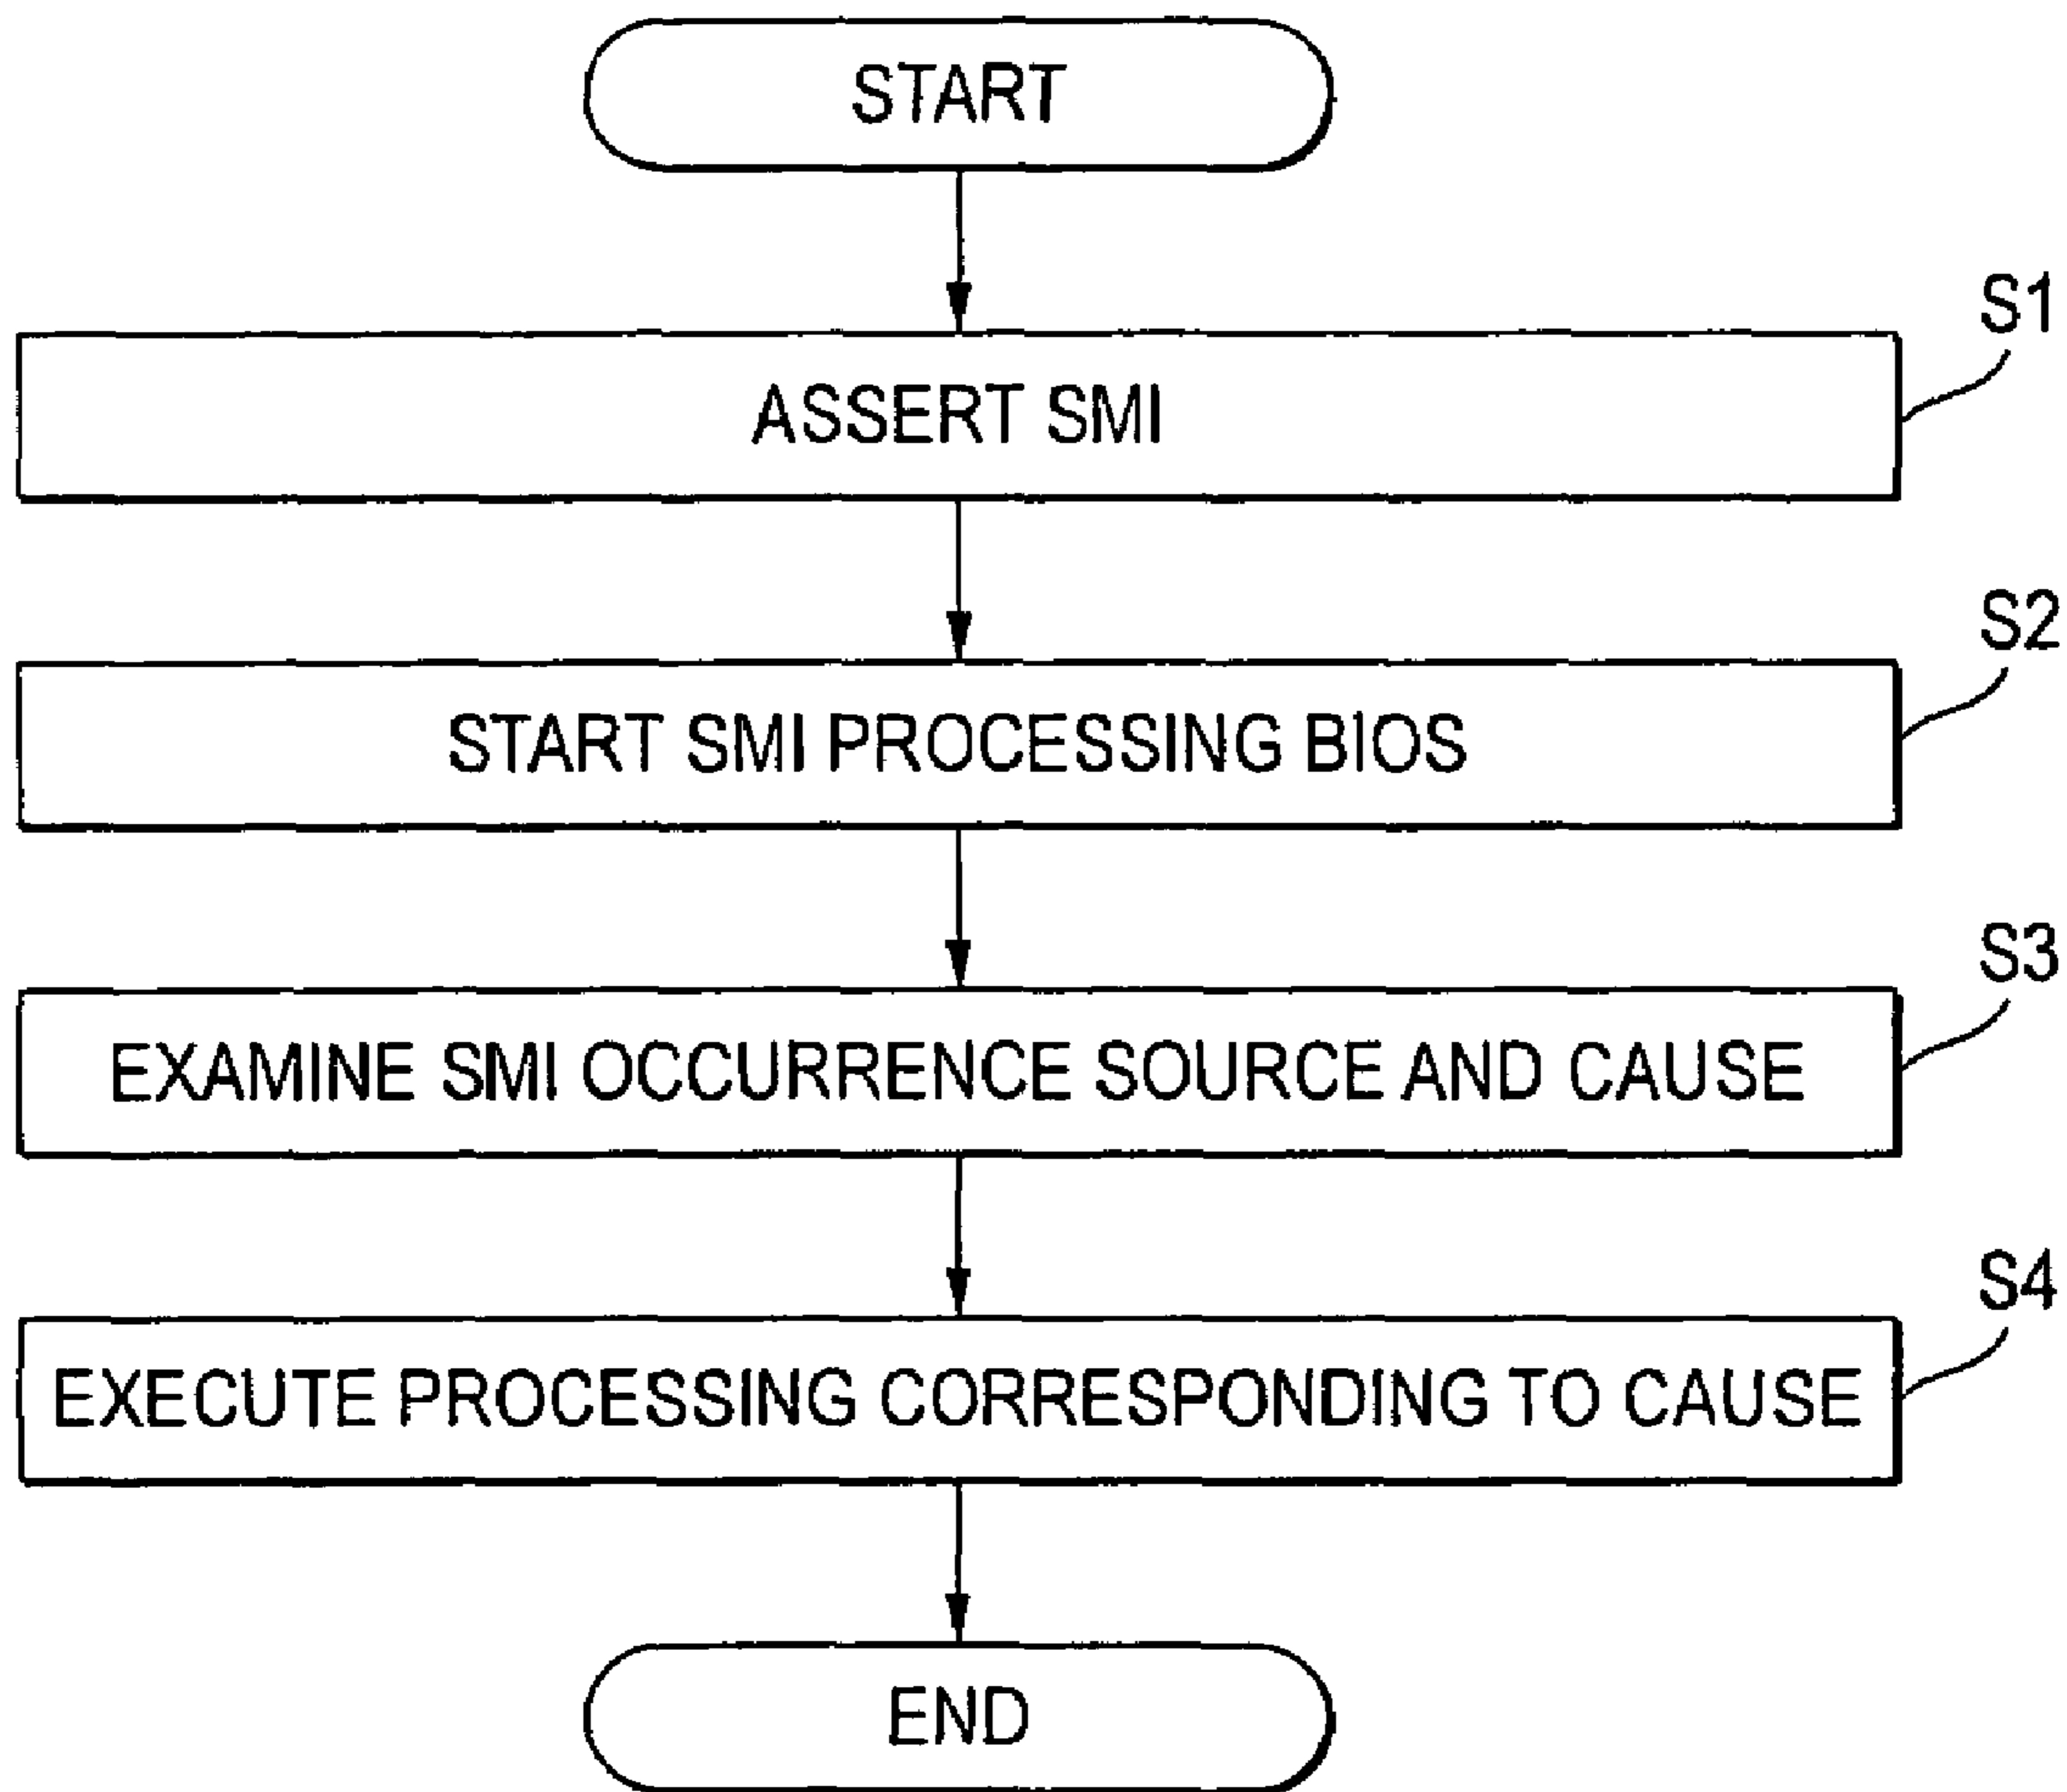 START
S1
ASSERT SMI
S2
START SMI PROCESSING BIOS
S3
EXAMINE SMI OCCURRENCE SOURCE AND CAUSE
S4
EXECUTE PROCESSING CORRESPONDING TO CAUSE
END